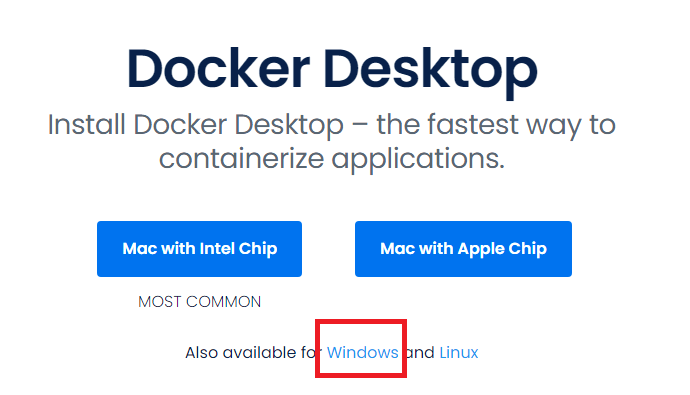 Docker Desktop
Install Docker Desktop – the fastest way to
containerize applications.
Mac with Intel Chip
Mac with Apple Chip
MOST COMMON
Also available for Windows and Linux